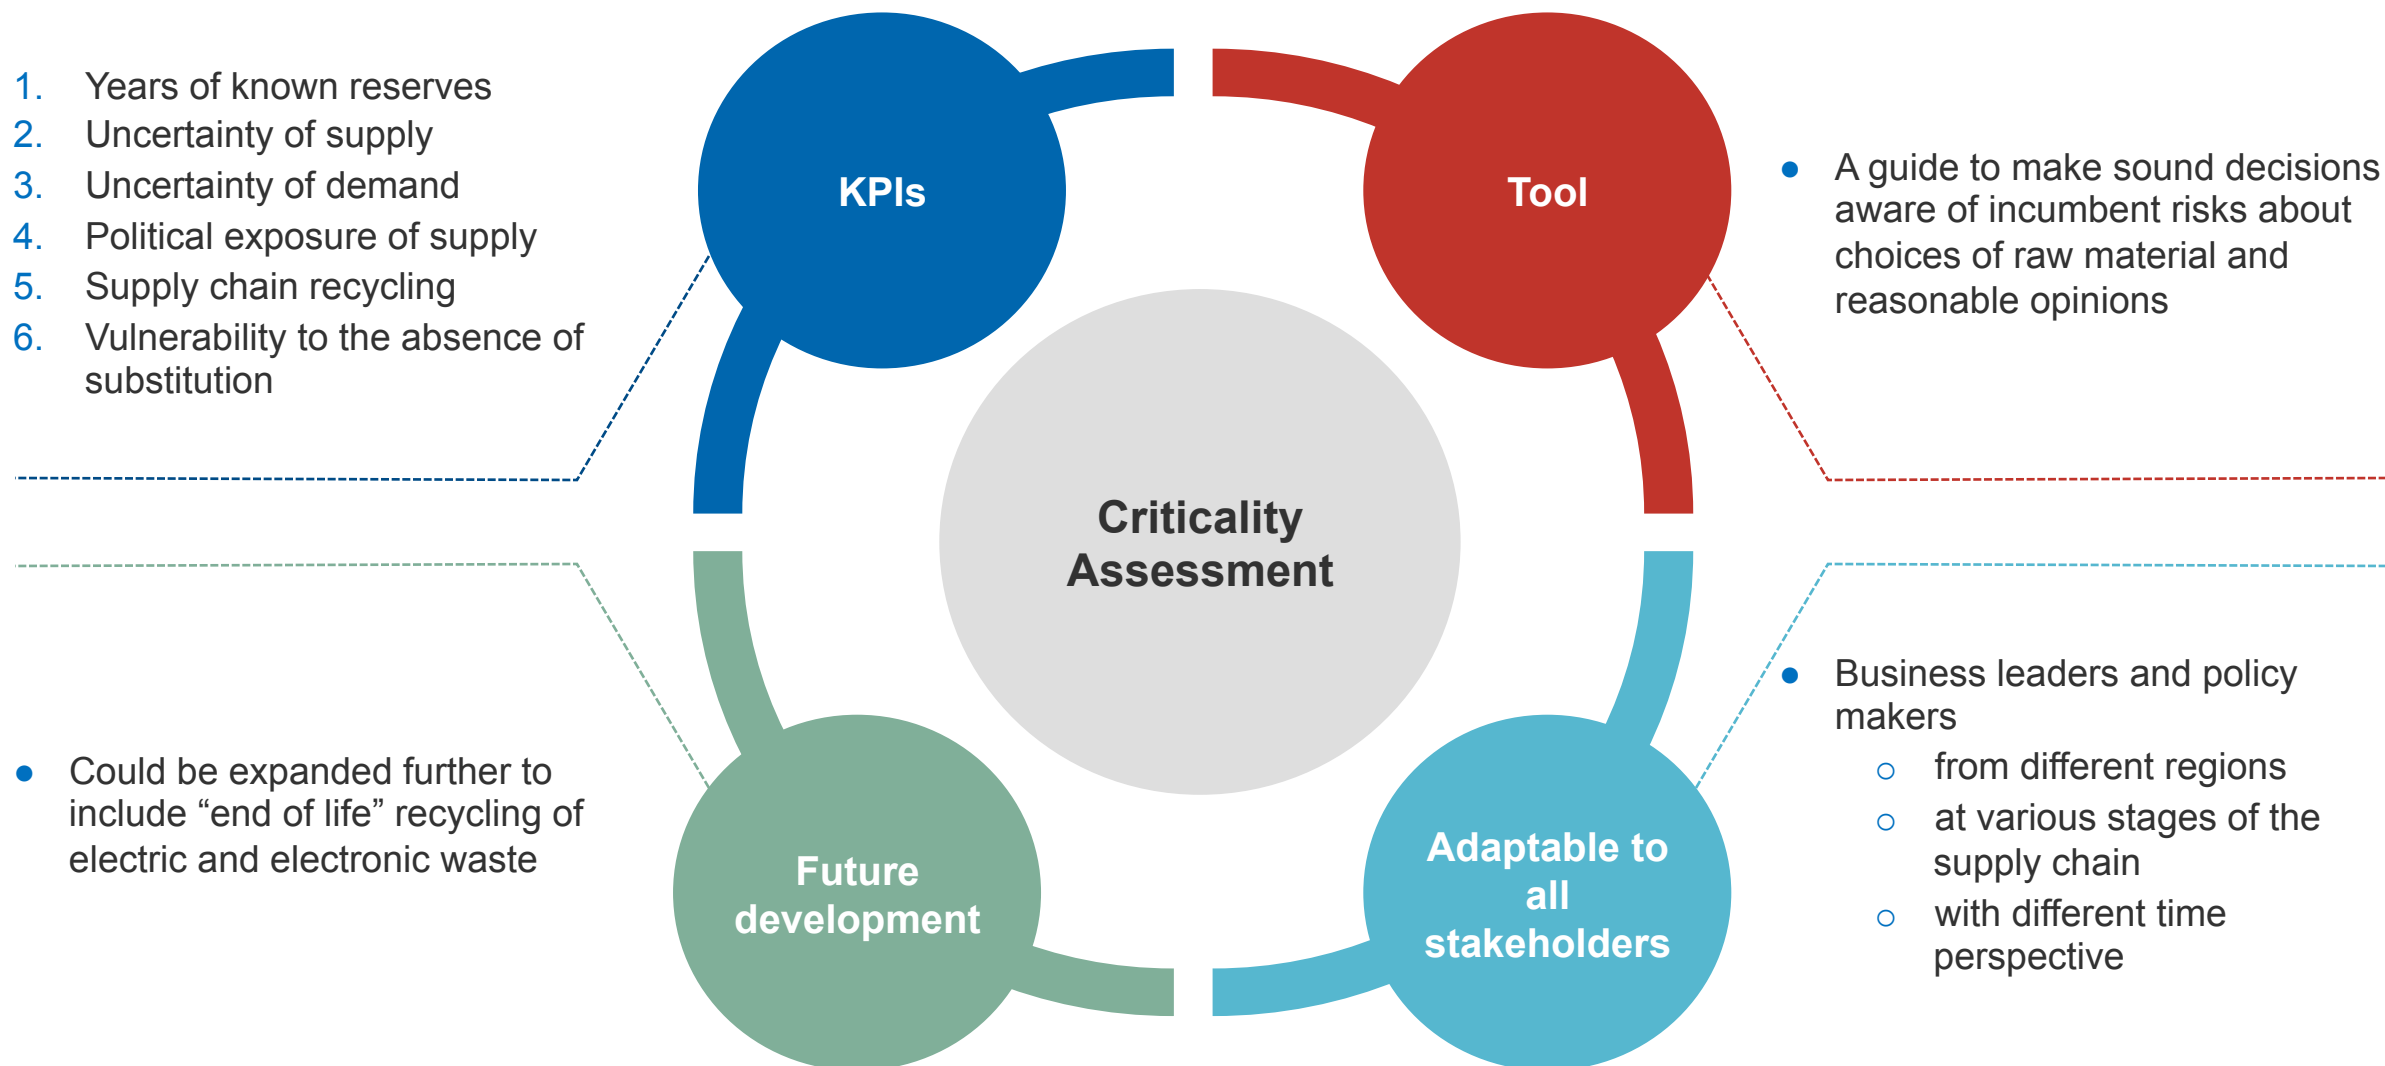 1. Years of known reserves
2. Uncertainty of supply
3. Uncertainty of demand
4. Political exposure of supply
5. Supply chain recycling
6. Vulnerability to the absence of
substitution
KPIs
Tool
● A guide to make sound decisions
aware of incumbent risks about
choices of raw material and
reasonable opinions
Criticality
Assessment
● Could be expanded further to
include “end of life” recycling of
electric and electronic waste
Future
development
Adaptable to
all
stakeholders
● Business leaders and policy
makers
○ from different regions
○ at various stages of the
supply chain
○ with different time
perspective